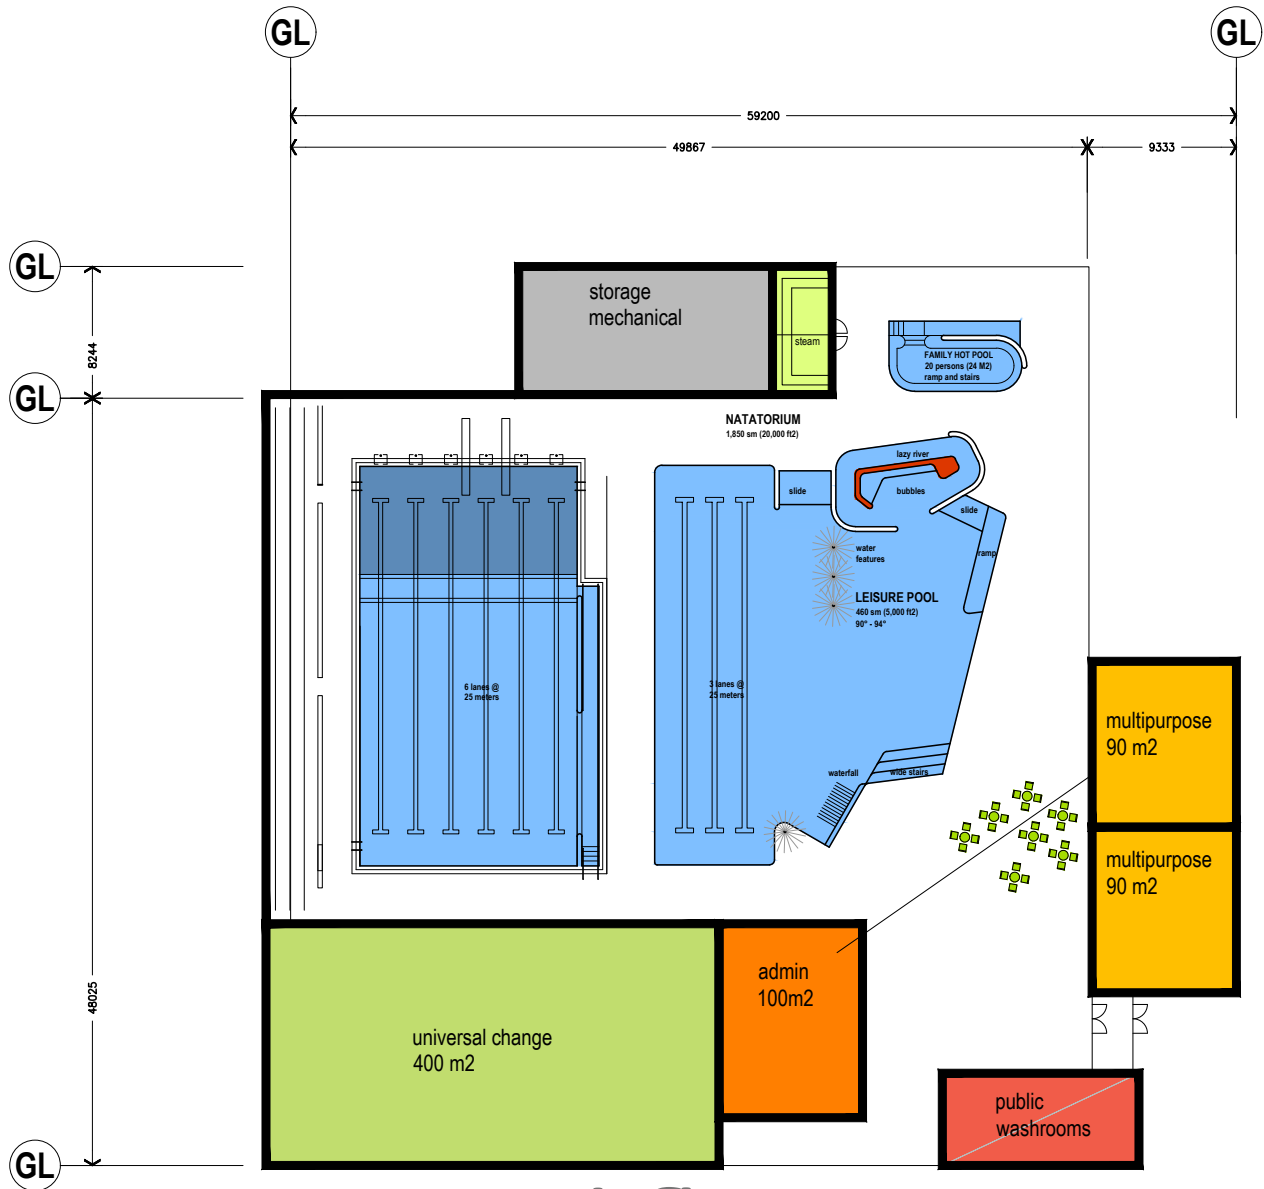 GL
GL
59200
49867
9333
GL
storage
mechanical
steam
8244
FAMILY HOT POOL
20 persons (24 M2)
ramp and stairs
GL
NATATORIUM
1,850 sm (20,000 ft2)
lazy river
slide
bubbles
slide
water
features
ramp
LEISURE POOL
460 sm (5,000 ft2)
90° - 94°
6 lanes @
25 meters
3 lanes @
25 meters
multipurpose
90 m2
waterfall
wide stairs
multipurpose
90 m2
admin
100m2
48025
universal change
400 m2
public
washrooms
GL